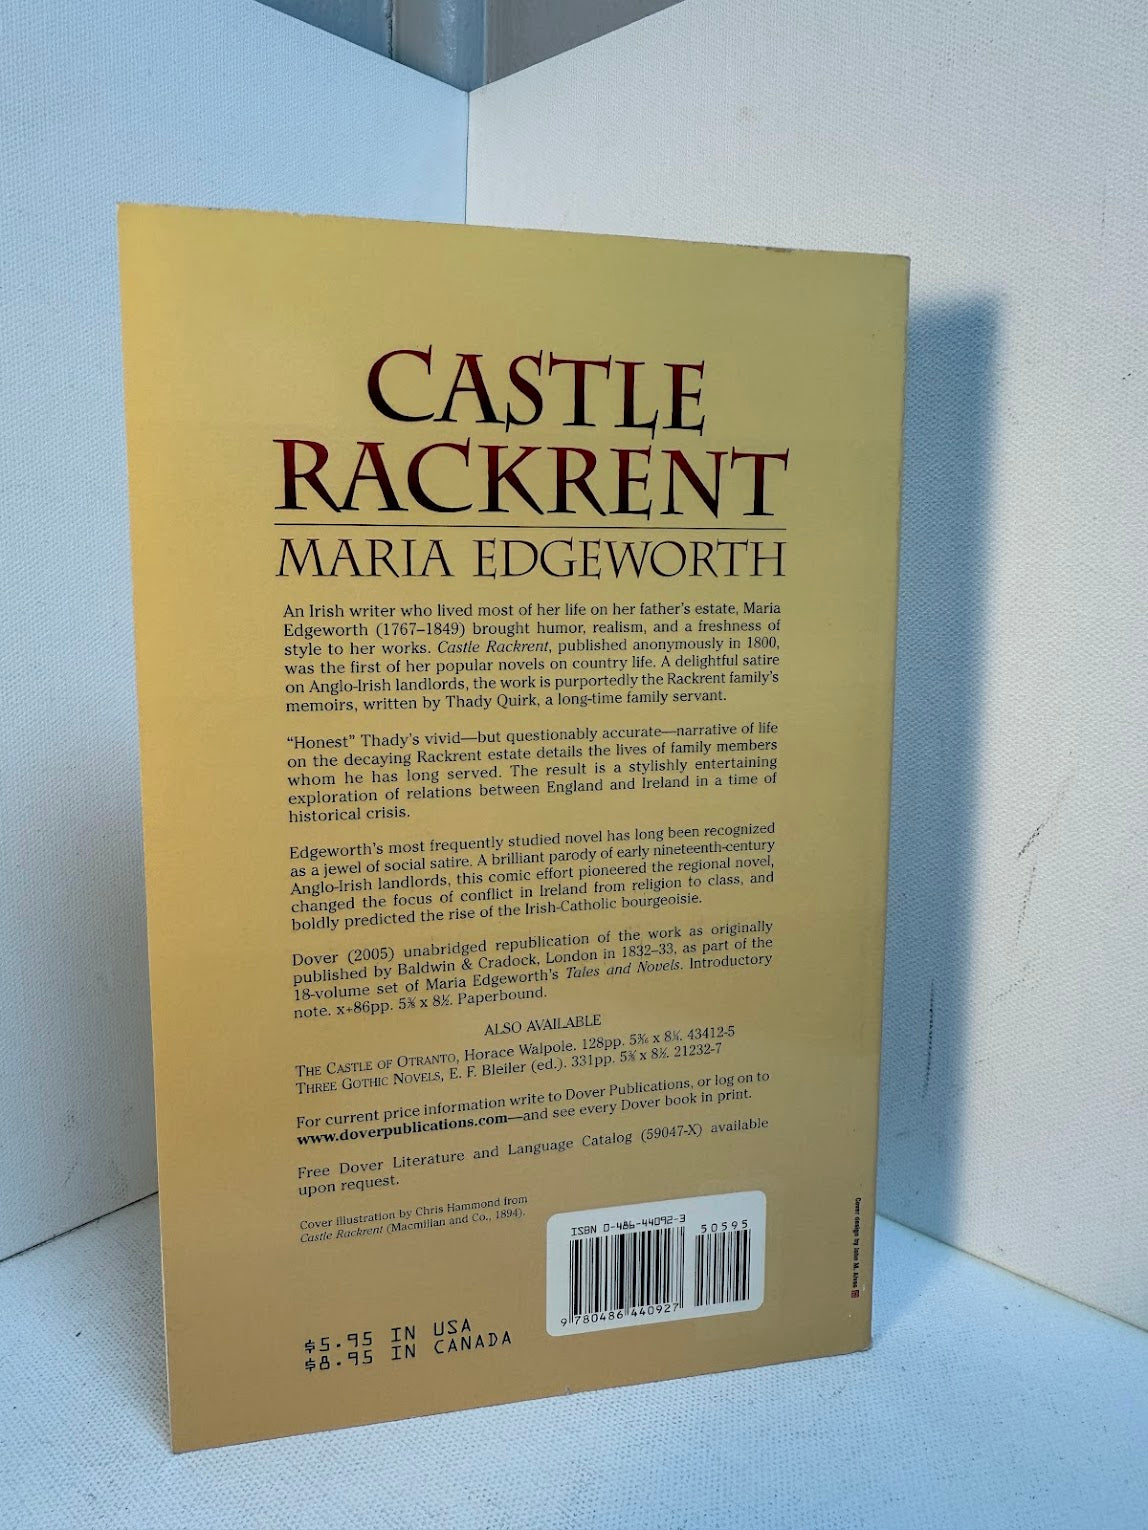 CASTLE
RACKRENT
MARIA EDGEWORTH
An Irish writer who lived most of her life on her father's estate, Maria
Edgeworth (1767–1849) brought humor, realism, and a freshness of
style to her works. Castle Rackrent, published anonymously in 1800,
was the first of her popular novels on country life. A delightful satire
on Anglo-Irish landlords, the work is purportedly the Rackrent family's
memoirs, written by Thady Quirk, a long-time family servant.
“Honest” Thady's vivid—but questionably accurate—narrative of life
on the decaying Rackrent estate details the lives of family members
whom he has long served. The result is a stylishly entertaining
exploration of relations between England and Ireland in a time of
historical crisis.
Edgeworth's most frequently studied novel has long been recognized
as a jewel of social satire. A brilliant parody of early nineteenth-century
Anglo-Irish landlords, this comic effort pioneered the regional novel,
changed the focus of conflict in Ireland from religion to class, and
boldly predicted the rise of the Irish-Catholic bourgeoisie.
Dover (2005) unabridged republication of the work as originally
published by Baldwin & Cradock, London in 1832–33, as part of the
18-volume set of Maria Edgeworth's Tales and Novels. Introductory
note. x+86pp. 5⅜ x 8½. Paperbound.
ALSO AVAILABLE
THE CASTLE OF OTRANTO, Horace Walpole. 128pp. x 43412-5
THREE GOTHIC NOVELS, E. F. Bleiler (ed.). 331pp. 5⅜ x 8½. 21232-7
For current price information write to Dover Publications, or log on to
www.doverpublications.com—and see every Dover book in print.
Free Dover Literature and Language Catalog (59047-X) available
upon request.
Cover illustration by Chris Hammond from
Castle Rackrent (Macmillan and Co., 1894).
ISBN 0-486-44092-3
50595
9 780486 440927
$5.95 IN USA
$8.95 IN CANADA
Cover design by John M. Alves